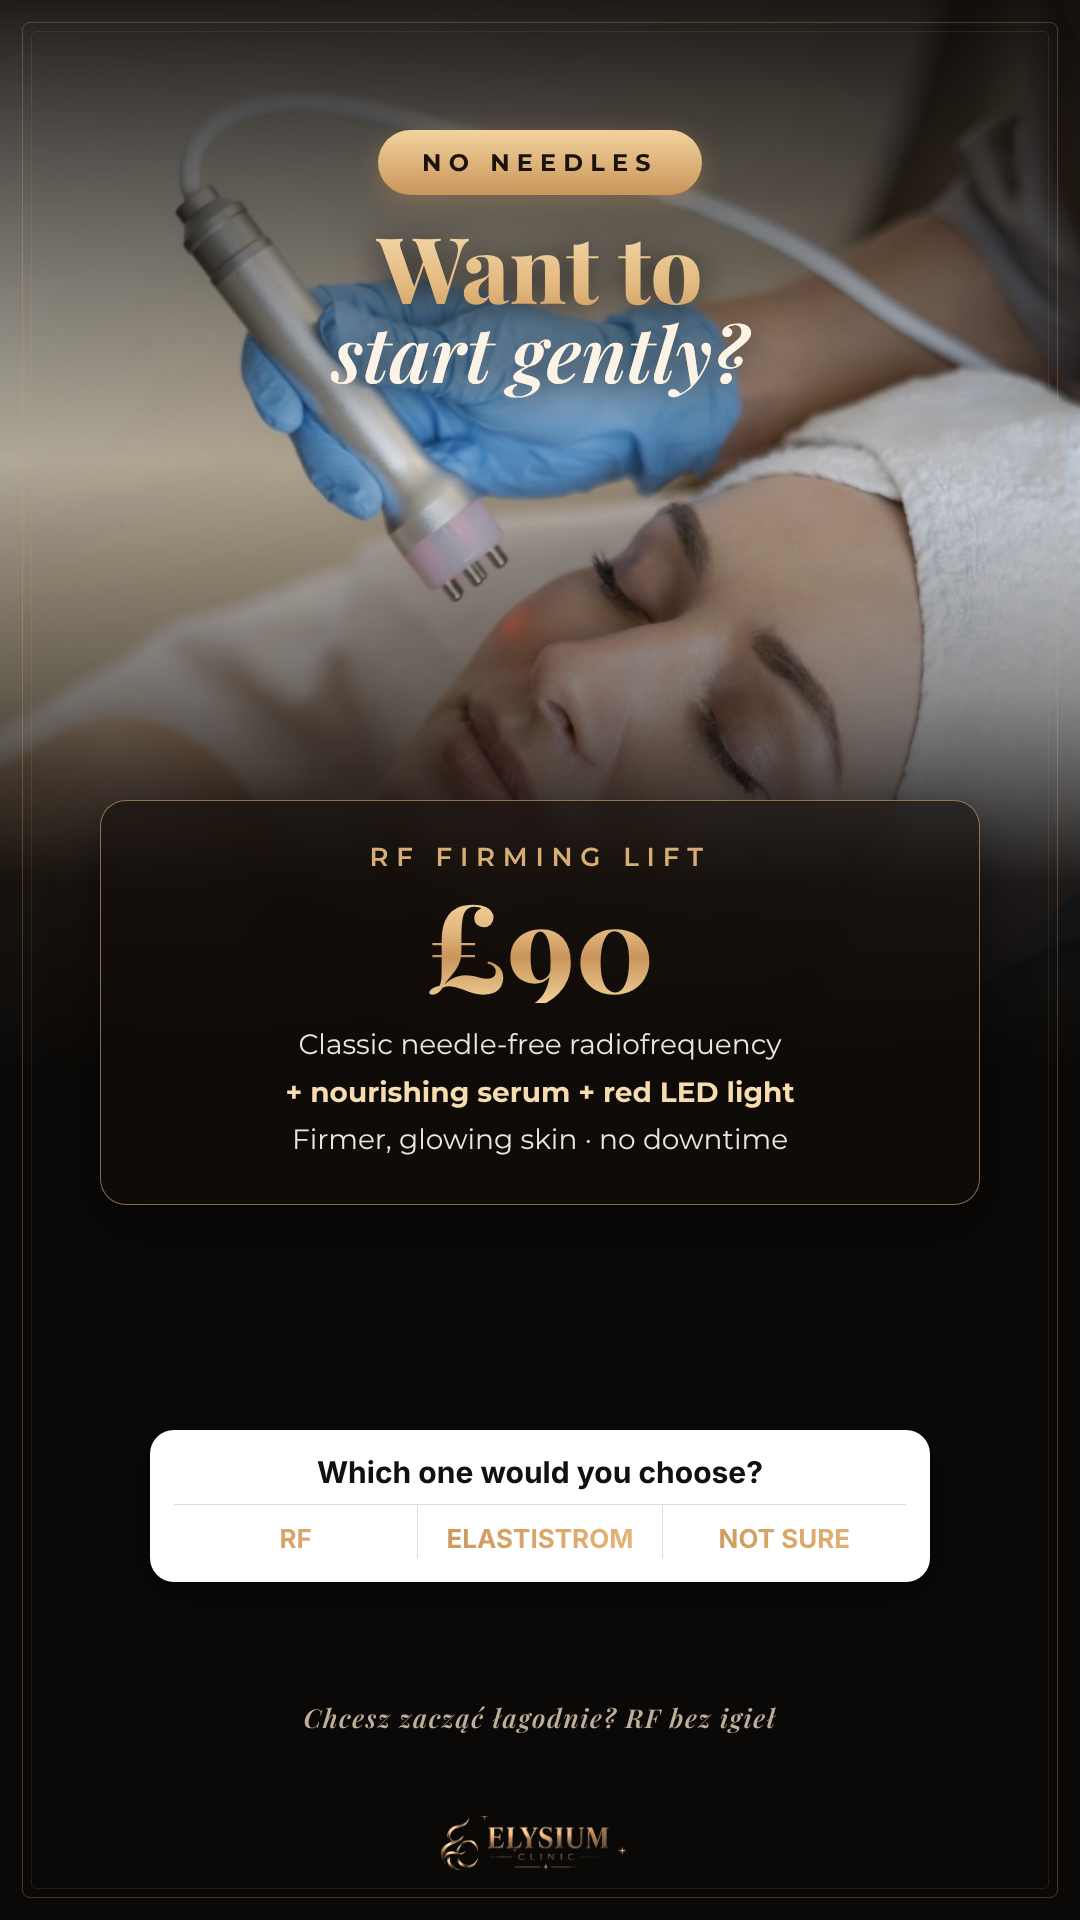 NO NEEDLES
Want to
start gently?
RF FIRMING LIFT
£90
Classic needle-free radiofrequency
+ nourishing serum + red LED light
Firmer, glowing skin · no downtime
Which one would you choose?
RF ELASTISTROM NOT SURE
Chcesz zacząć łagodnie? RF bez igieł
ELYSIUM
CLINIC